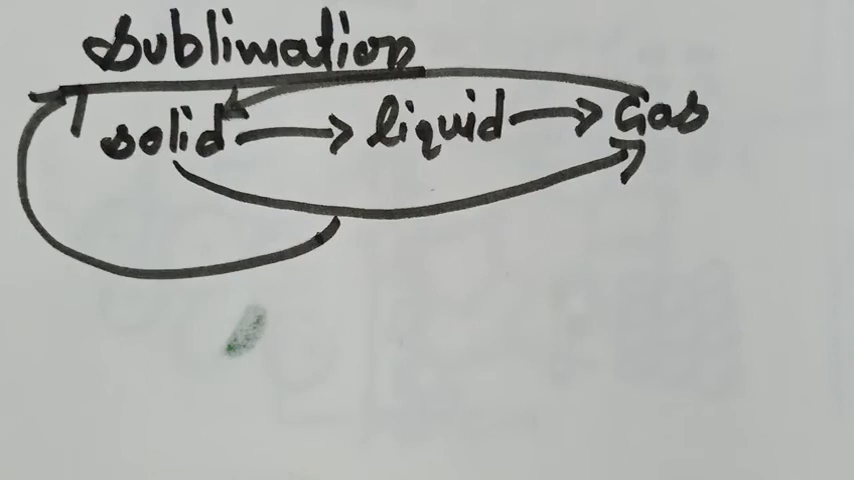 Sublimation
solid → liquid → Gas